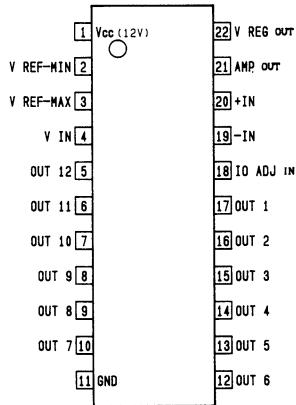 1 Vcc (12V) 22 V REG OUT
V REF-MIN 2 21 AMP. OUT
V REF-MAX 3 20 +IN
V IN 4 19 -IN
OUT 12 5 18 IO ADJ IN
OUT 11 6 17 OUT 1
OUT 10 7 16 OUT 2
OUT 9 8 15 OUT 3
OUT 8 9 14 OUT 4
OUT 7 10 13 OUT 5
11 GND 12 OUT 6